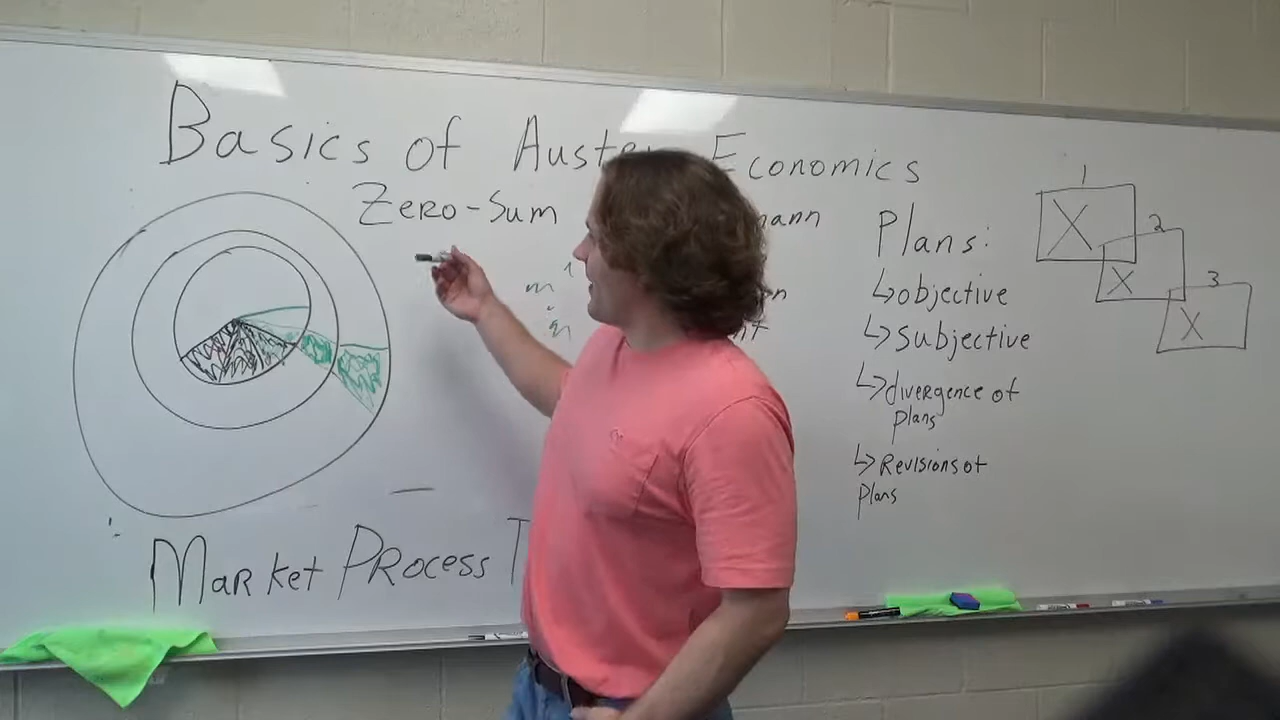 Basics of Auste Economics
Zero-Sum
Market Process T
Plans:
↳objective
↳Subjective
↳divergence of
Plans
↳Revisions of
Plans
1
X
2
X
3
X